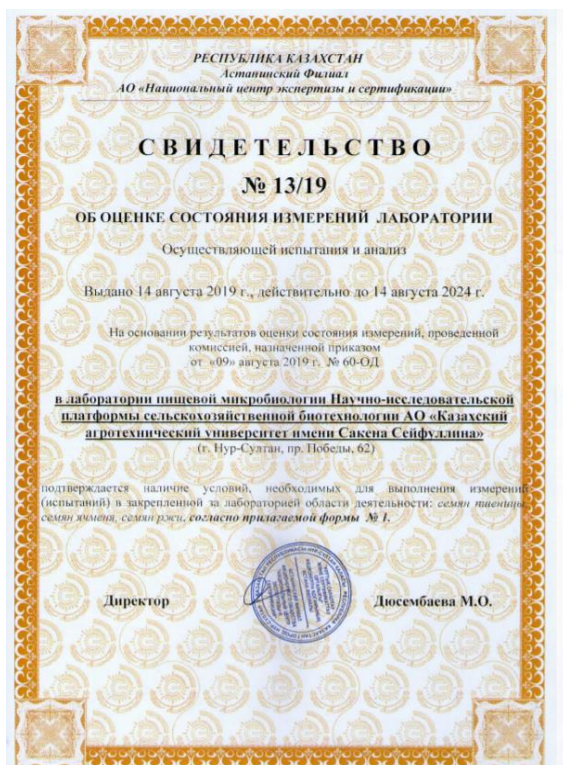 РЕСПУБЛИКА КАЗАХСТАН
Астанинский Филиал
АО «Национальный центр экспертизы и сертификации»
СВИДЕТЕЛЬСТВО
№ 13/19
ОБ ОЦЕНКЕ СОСТОЯНИЯ ИЗМЕРЕНИЙ ЛАБОРАТОРИИ
Осуществляющей испытания и анализ
Выдано 14 августа 2019 г., действительно до 14 августа 2024 г.
На основании результатов оценки состояния измерений, проведенной
комиссией, назначенной приказом
от «09» августа 2019 г. № 60-ОД
в лаборатории пищевой микробиологии Научно-исследовательской
платформы сельскохозяйственной биотехнологии АО «Казахский
агротехнический университет имени Сакена Сейфуллина»
(г. Нур-Султан, пр. Победы, 62)
подтверждается наличие условий, необходимых для выполнения измерений
(испытаний) в закрепленной за лабораторией области деятельности: семян пшеницы,
семян ячменя, семян ржи, согласно прилагаемой формы № 1.
Директор
Дюсембаева М.О.